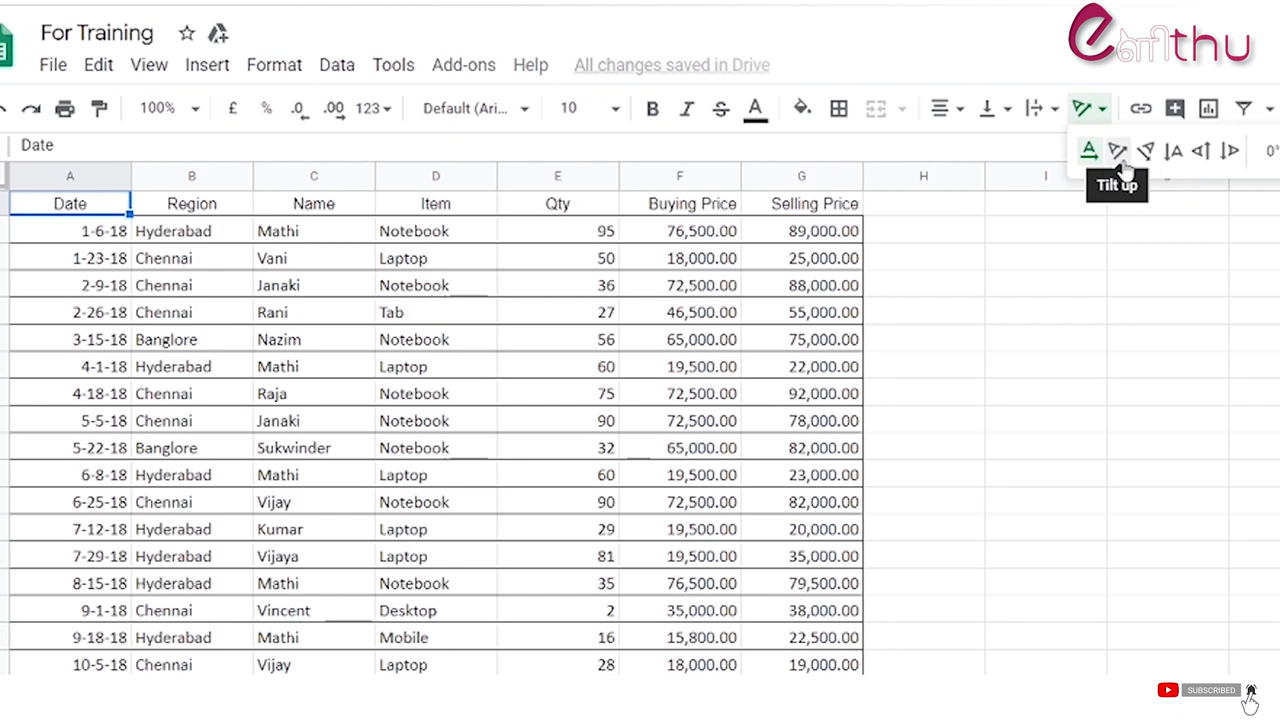 For Training
eளிthu
File Edit View Insert Format Data Tools Add-ons Help All changes saved in Drive
100% £ % .0 .00 123 Default (Ari... 10 B I S A
Date
0°
Tilt up
A B C D E F G H I
Date Region Name Item Qty Buying Price Selling Price
1-6-18 Hyderabad Mathi Notebook 95 76,500.00 89,000.00
1-23-18 Chennai Vani Laptop 50 18,000.00 25,000.00
2-9-18 Chennai Janaki Notebook 36 72,500.00 88,000.00
2-26-18 Chennai Rani Tab 27 46,500.00 55,000.00
3-15-18 Banglore Nazim Notebook 56 65,000.00 75,000.00
4-1-18 Hyderabad Mathi Laptop 60 19,500.00 22,000.00
4-18-18 Chennai Raja Notebook 75 72,500.00 92,000.00
5-5-18 Chennai Janaki Notebook 90 72,500.00 78,000.00
5-22-18 Banglore Sukwinder Notebook 32 65,000.00 82,000.00
6-8-18 Hyderabad Mathi Laptop 60 19,500.00 23,000.00
6-25-18 Chennai Vijay Notebook 90 72,500.00 82,000.00
7-12-18 Hyderabad Kumar Laptop 29 19,500.00 20,000.00
7-29-18 Hyderabad Vijaya Laptop 81 19,500.00 35,000.00
8-15-18 Hyderabad Mathi Notebook 35 76,500.00 79,500.00
9-1-18 Chennai Vincent Desktop 2 35,000.00 38,000.00
9-18-18 Hyderabad Mathi Mobile 16 15,800.00 22,500.00
10-5-18 Chennai Vijay Laptop 28 18,000.00 19,000.00
SUBSCRIBED